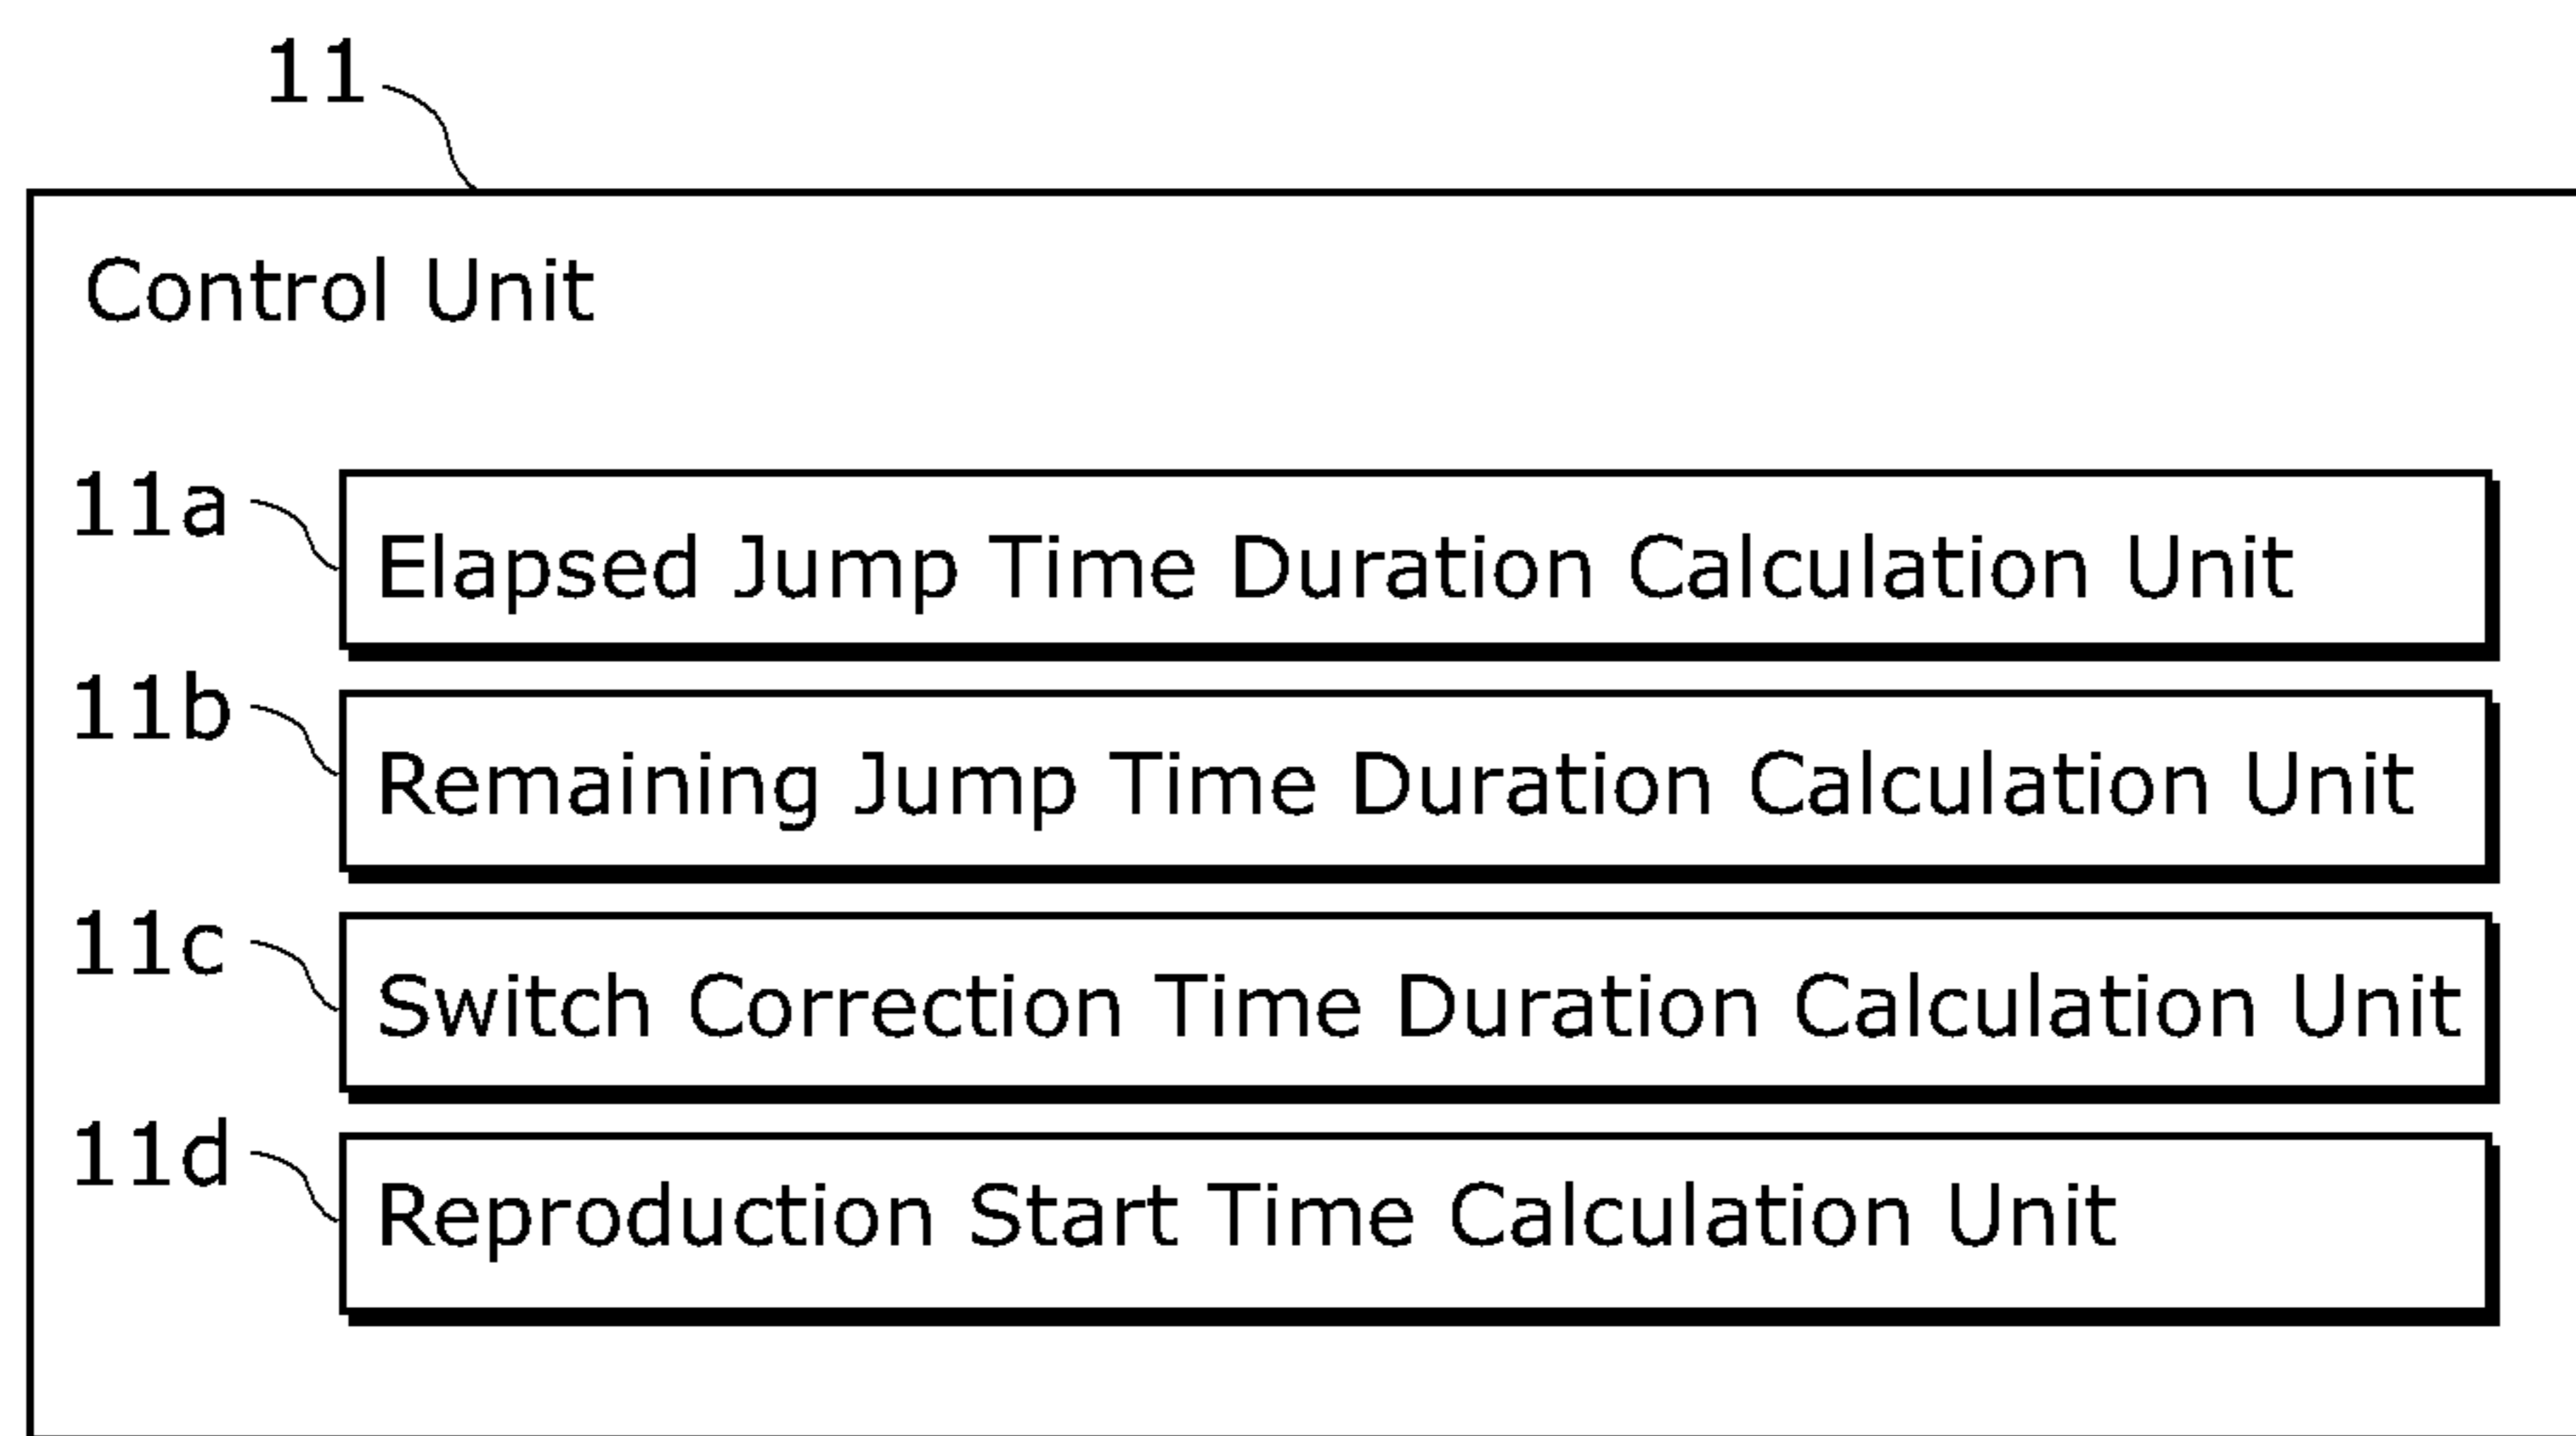 11
Control Unit
11a
Elapsed Jump Time Duration Calculation Unit
11b
Remaining Jump Time Duration Calculation Unit
11c
Switch Correction Time Duration Calculation Unit
11d
Reproduction Start Time Calculation Unit